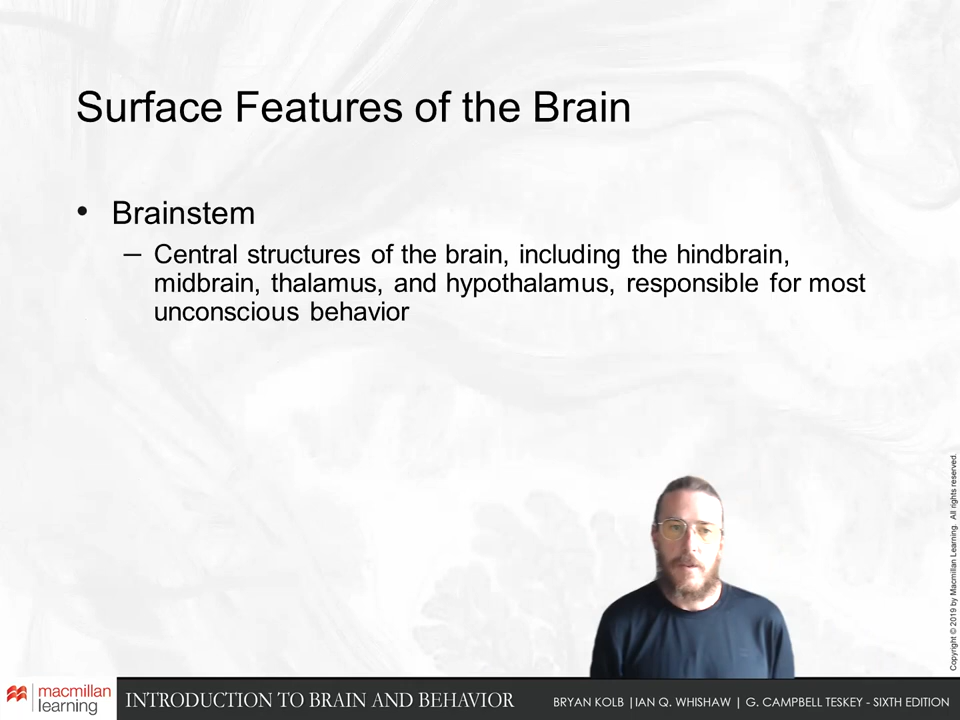 Surface Features of the Brain
• Brainstem
– Central structures of the brain, including the hindbrain,
midbrain, thalamus, and hypothalamus, responsible for most
unconscious behavior
Copyright © 2019 by Macmillan Learning. All rights reserved.
macmillan
learning
INTRODUCTION TO BRAIN AND BEHAVIOR
BRYAN KOLB |IAN Q. WHISHAW | G. CAMPBELL TESKEY - SIXTH EDITION